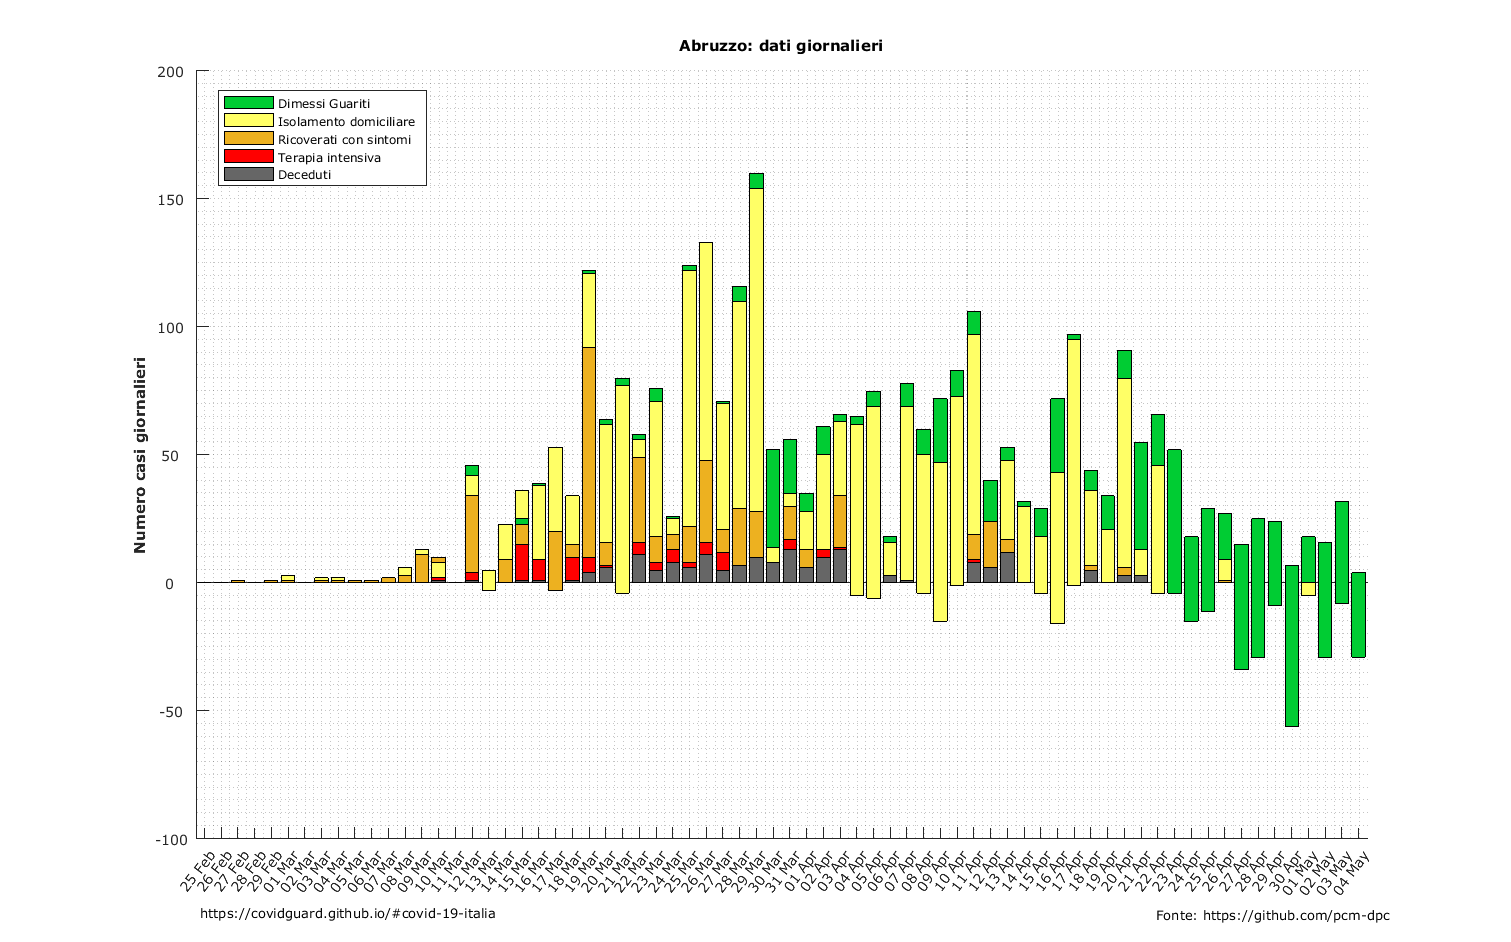 Abruzzo: dati giornalieri
Numero casi giornalieri
200
150
100
50
0
-50
-100
Dimessi Guariti
Isolamento domiciliare
Ricoverati con sintomi
Terapia intensiva
Deceduti
25 Feb
26 Feb
27 Feb
28 Feb
29 Feb
01 Mar
02 Mar
03 Mar
04 Mar
05 Mar
06 Mar
07 Mar
08 Mar
09 Mar
10 Mar
11 Mar
12 Mar
13 Mar
14 Mar
15 Mar
16 Mar
17 Mar
18 Mar
19 Mar
20 Mar
21 Mar
22 Mar
23 Mar
24 Mar
25 Mar
26 Mar
27 Mar
28 Mar
29 Mar
30 Mar
31 Mar
01 Apr
02 Apr
03 Apr
04 Apr
05 Apr
06 Apr
07 Apr
08 Apr
09 Apr
10 Apr
11 Apr
12 Apr
13 Apr
14 Apr
15 Apr
16 Apr
17 Apr
18 Apr
19 Apr
20 Apr
21 Apr
22 Apr
23 Apr
24 Apr
25 Apr
26 Apr
27 Apr
28 Apr
29 Apr
30 Apr
01 May
02 May
03 May
04 May
https://covidguard.github.io/#covid-19-italia
Fonte: https://github.com/pcm-dpc